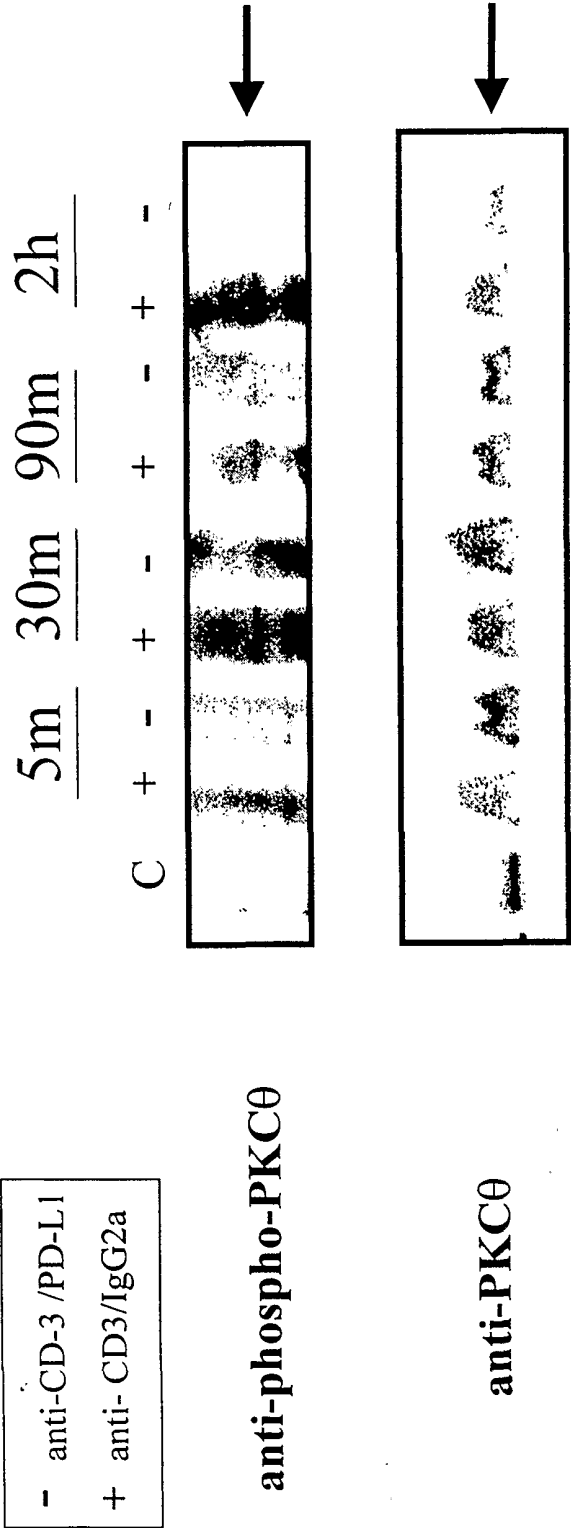 - anti-CD-3 /PD-L1
+ anti- CD3/IgG2a
5m 30m 90m 2h
C + - + - + - + -
anti-phospho-PKCθ
anti-PKCθ